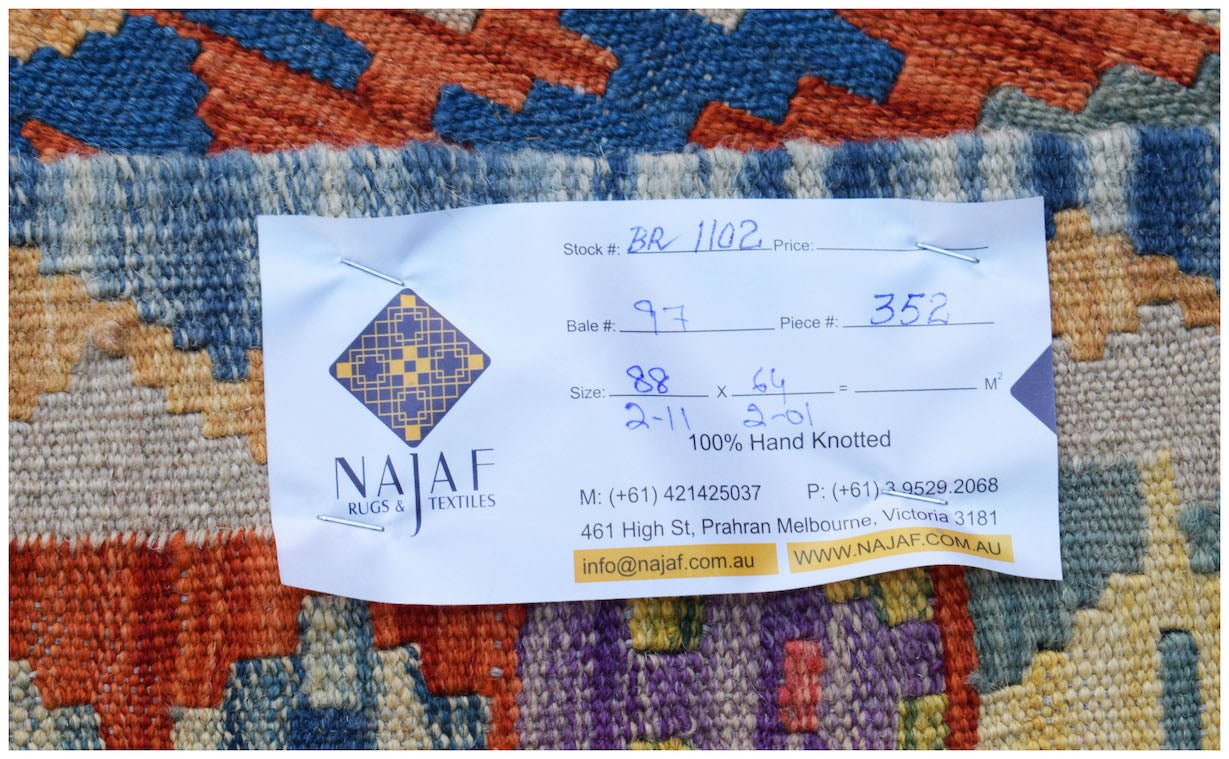 Stock #: BR 1102 Price:
Bale #: 97 Piece #: 352
Size: 88 X 64 = M²
2-11 2-01
100% Hand Knotted
NAJAF
RUGS & TEXTILES
M: (+61) 421425037 P: (+61) 3 9529.2068
461 High St, Prahran Melbourne, Victoria 3181
info@najaf.com.au WWW.NAJAF.COM.AU